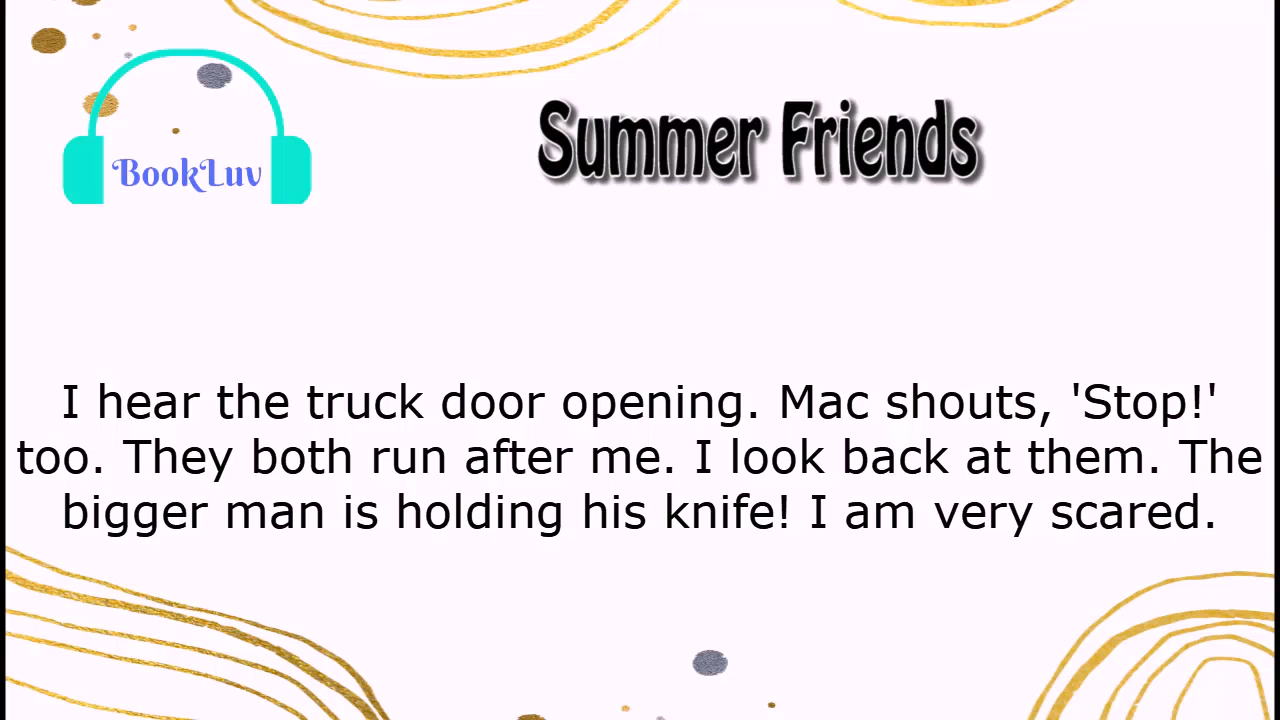 BookLuv
Summer Friends
I hear the truck door opening. Mac shouts, 'Stop!'
too. They both run after me. I look back at them. The
bigger man is holding his knife! I am very scared.